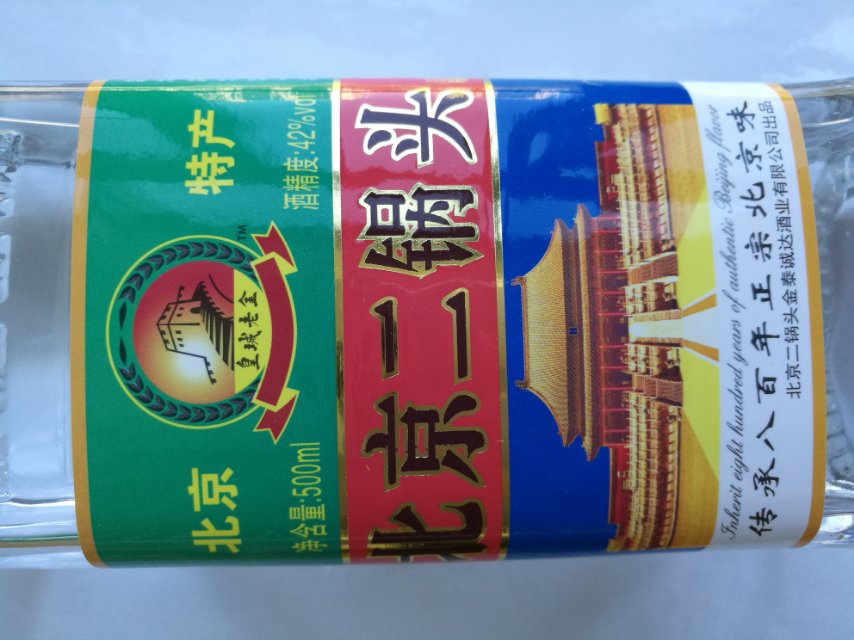 北京 特产
皇城老金
TM
净含量:500ml 酒精度:42%vol
北京二锅头
Inherit eight hundred years of authentic Beijing flavor
传承八百年正宗北京味
北京二锅头金泰诚达酒业有限公司出品